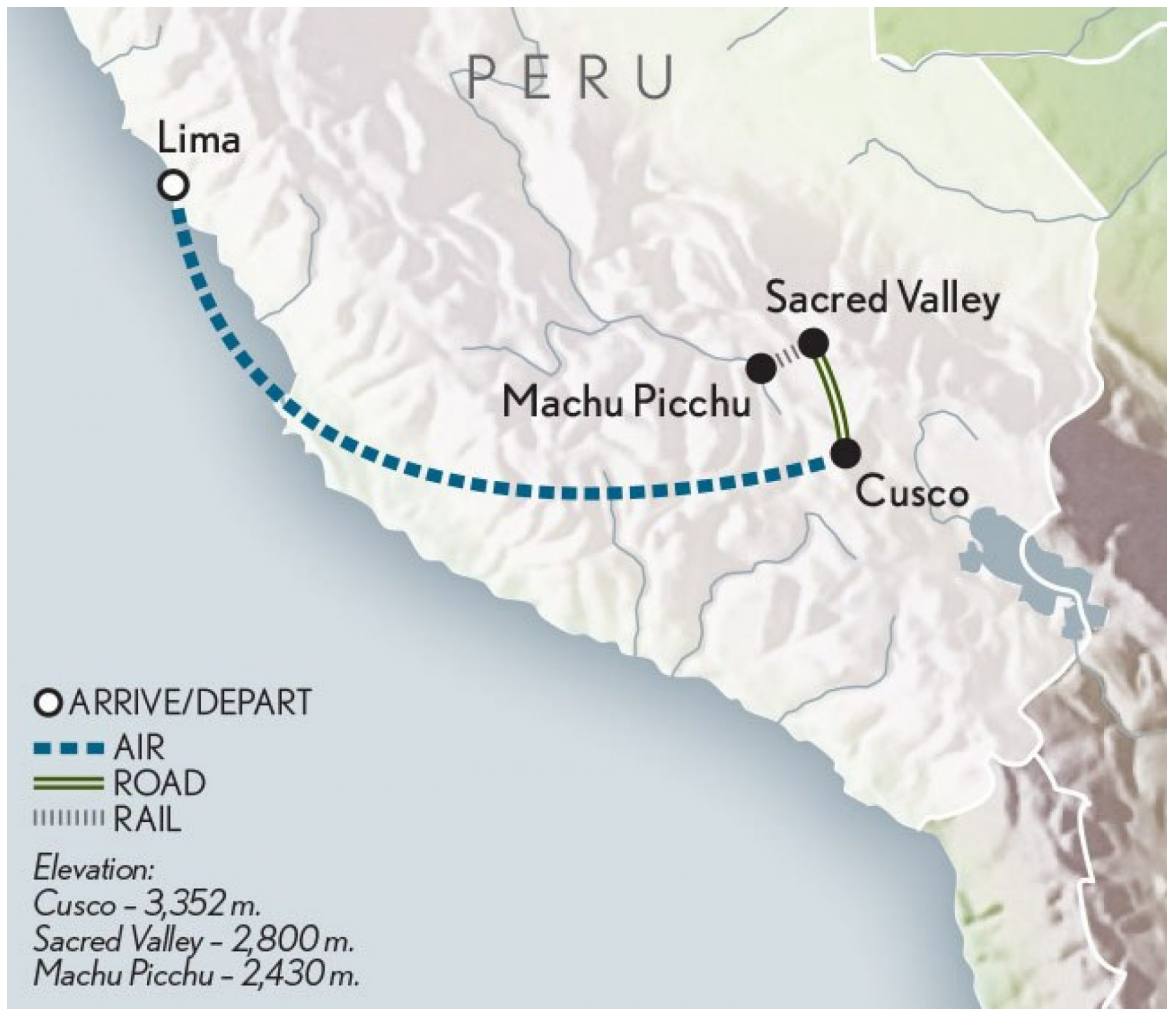 PERU
Lima
Sacred Valley
Machu Picchu
Cusco
ARRIVE/DEPART
AIR
ROAD
RAIL
Elevation:
Cusco – 3,352 m.
Sacred Valley – 2,800 m.
Machu Picchu – 2,430 m.